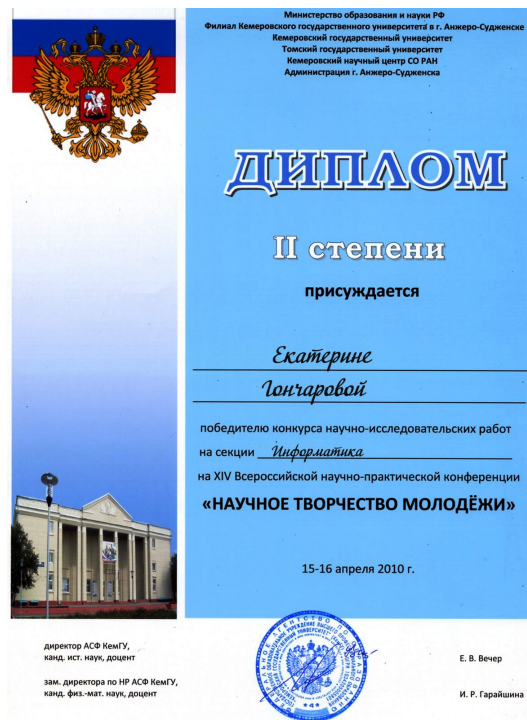 Министерство образования и науки РФ
Филиал Кемеровского государственного университета в г. Анжеро-Судженске
Кемеровский государственный университет
Томский государственный университет
Кемеровский научный центр СО РАН
Администрация г. Анжеро-Судженска
ДИПЛОМ
II степени
присуждается
Екатерине
Гончаровой
победителю конкурса научно-исследовательских работ
на секции Информатика
на XIV Всероссийской научно-практической конференции
«НАУЧНОЕ ТВОРЧЕСТВО МОЛОДЁЖИ»
15-16 апреля 2010 г.
директор АСФ КемГУ,
канд. ист. наук, доцент
Е. В. Вечер
зам. директора по НР АСФ КемГУ,
канд. физ.-мат. наук, доцент
И. Р. Гарайшина